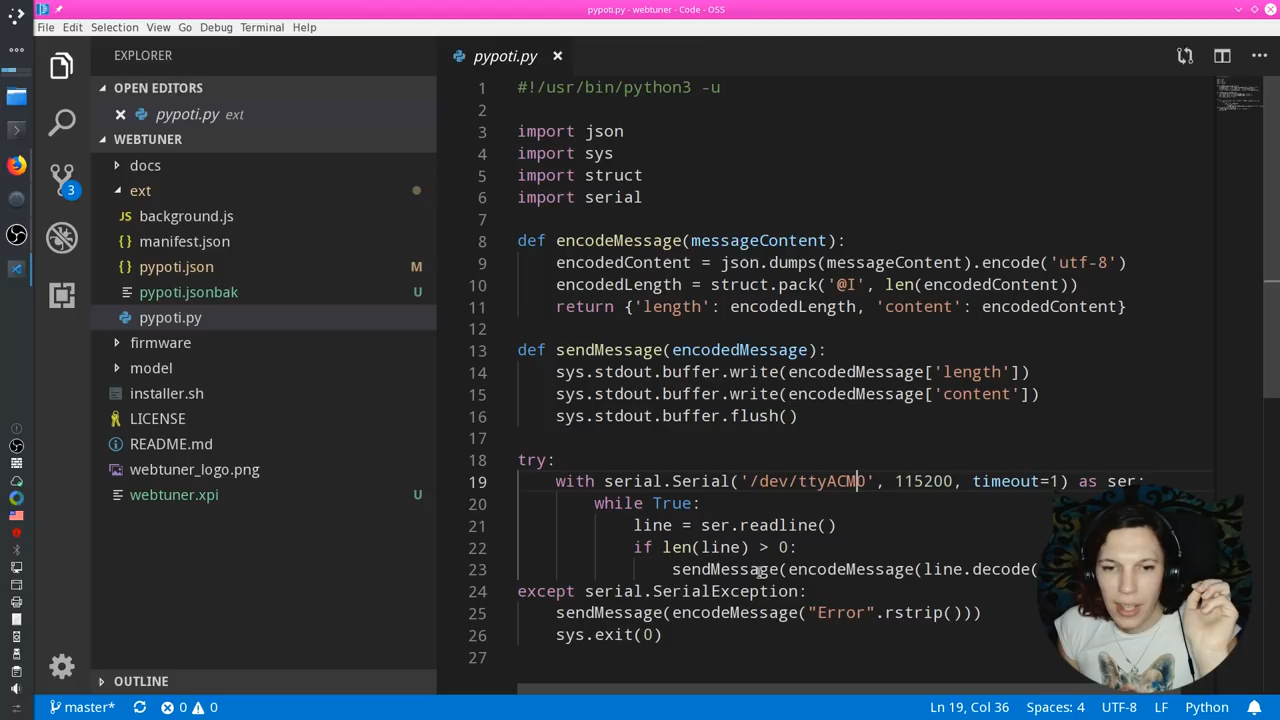 pypoti.py - webtuner - Code - OSS
File Edit Selection View Go Debug Terminal Help
EXPLORER
pypoti.py
OPEN EDITORS
pypoti.py ext
WEBTUNER
docs
ext
JS background.js
{} manifest.json
{} pypoti.json M
pypoti.jsonbak U
pypoti.py
firmware
model
installer.sh
LICENSE
README.md
webtuner_logo.png
webtuner.xpi U
OUTLINE
3
1 #!/usr/bin/python3 -u
2
3 import json
4 import sys
5 import struct
6 import serial
7
8 def encodeMessage(messageContent):
9 encodedContent = json.dumps(messageContent).encode('utf-8')
10 encodedLength = struct.pack('@I', len(encodedContent))
11 return {'length': encodedLength, 'content': encodedContent}
12
13 def sendMessage(encodedMessage):
14 sys.stdout.buffer.write(encodedMessage['length'])
15 sys.stdout.buffer.write(encodedMessage['content'])
16 sys.stdout.buffer.flush()
17
18 try:
19 with serial.Serial('/dev/ttyACM0', 115200, timeout=1) as ser:
20 while True:
21 line = ser.readline()
22 if len(line) > 0:
23 sendMessage(encodeMessage(line.decode(
24 except serial.SerialException:
25 sendMessage(encodeMessage("Error".rstrip()))
26 sys.exit(0)
27
master* 0 0 Ln 19, Col 36 Spaces: 4 UTF-8 LF Python